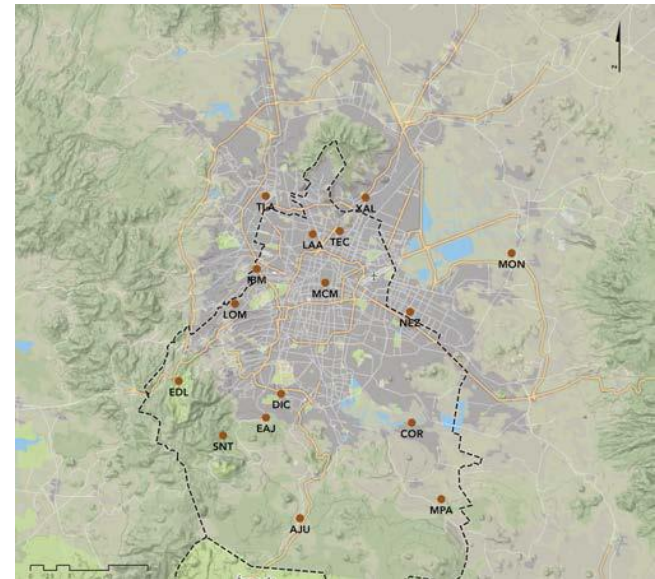 TLA
XAL
LAA
TEC
MON
IBM
MCM
LOM
NEZ
EDL
DIC
EAJ
COR
SNT
MPA
AJU